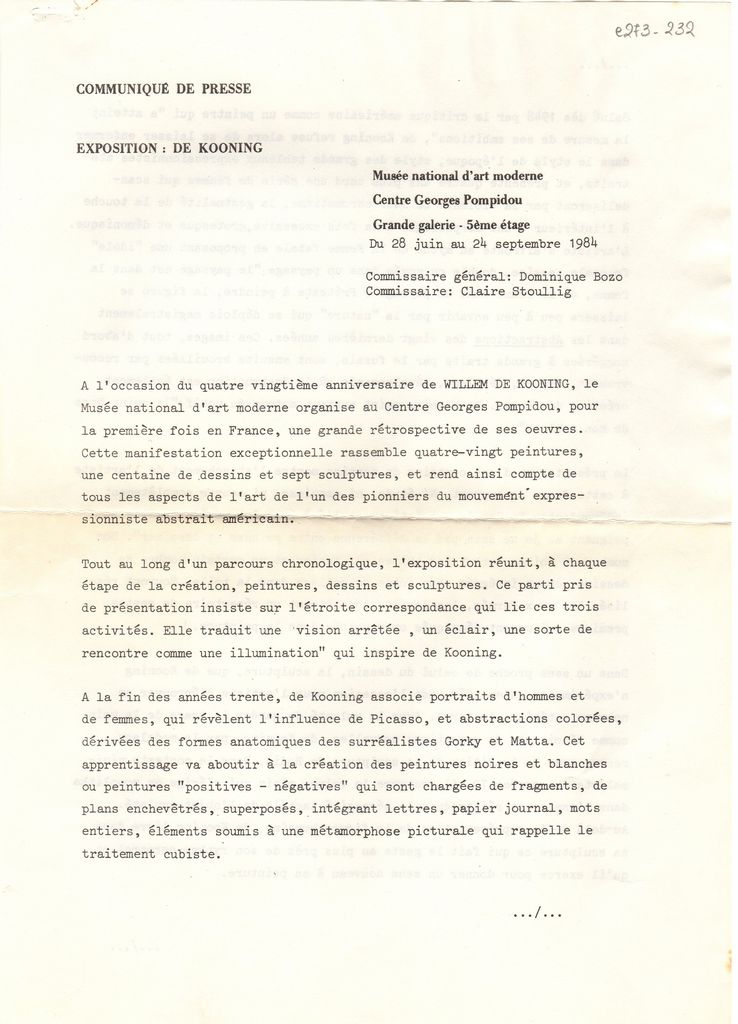 e273-232
COMMUNIQUÉ DE PRESSE
EXPOSITION : DE KOONING
Musée national d'art moderne
Centre Georges Pompidou
Grande galerie - 5ème étage
Du 28 juin au 24 septembre 1984
Commissaire général: Dominique Bozo
Commissaire: Claire Stoullig
A l'occasion du quatre vingtième anniversaire de WILLEM DE KOONING, le
Musée national d'art moderne organise au Centre Georges Pompidou, pour
la première fois en France, une grande rétrospective de ses oeuvres.
Cette manifestation exceptionnelle rassemble quatre-vingt peintures,
une centaine de dessins et sept sculptures, et rend ainsi compte de
tous les aspects de l'art de l'un des pionniers du mouvement expres-
sionniste abstrait américain.
Tout au long d'un parcours chronologique, l'exposition réunit, à chaque
étape de la création, peintures, dessins et sculptures. Ce parti pris
de présentation insiste sur l'étroite correspondance qui lie ces trois
activités. Elle traduit une "vision arrêtée , un éclair, une sorte de
rencontre comme une illumination" qui inspire de Kooning.
A la fin des années trente, de Kooning associe portraits d'hommes et
de femmes, qui révèlent l'influence de Picasso, et abstractions colorées,
dérivées des formes anatomiques des surréalistes Gorky et Matta. Cet
apprentissage va aboutir à la création des peintures noires et blanches
ou peintures "positives - négatives" qui sont chargées de fragments, de
plans enchevêtrés, superposés, intégrant lettres, papier journal, mots
entiers, éléments soumis à une métamorphose picturale qui rappelle le
traitement cubiste.
.../...